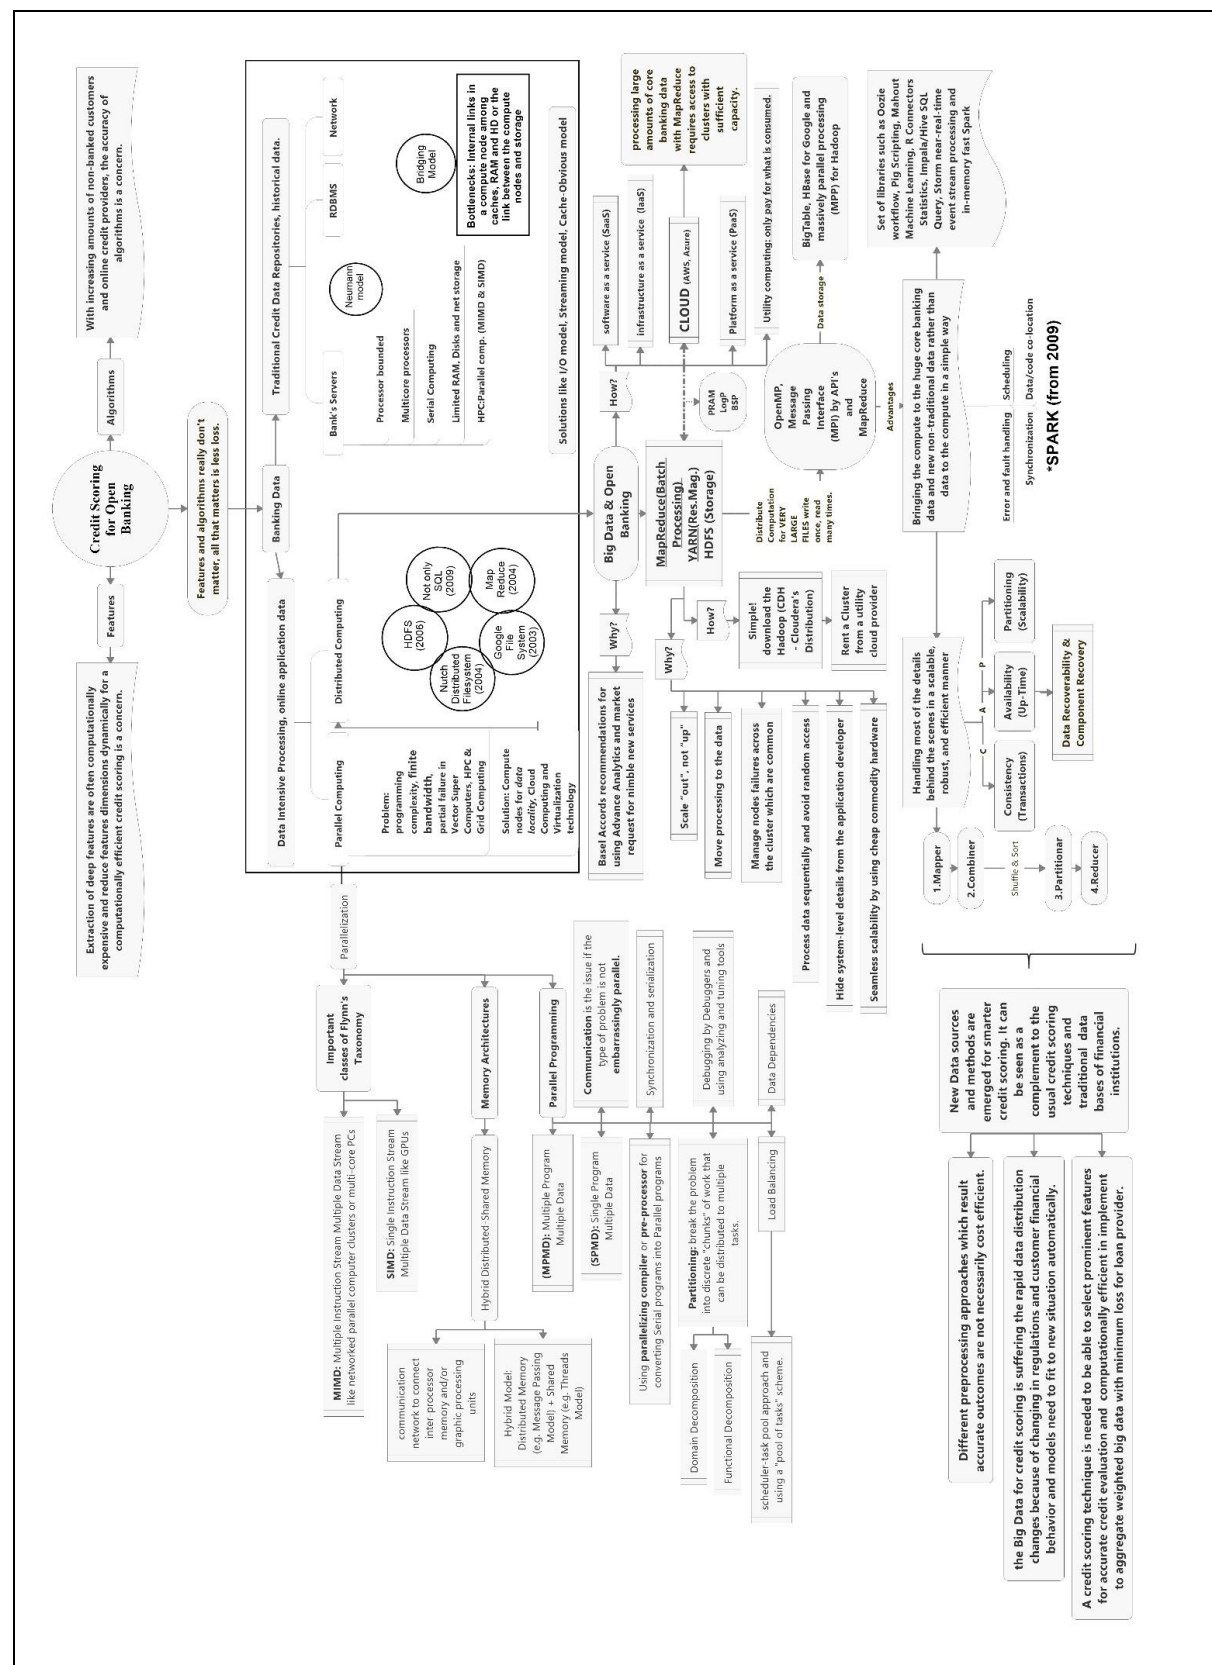 Credit Scoring
for Open
Banking
Features
Extraction of deep features are often computationally
expensive and reduce features dimensions dynamically for a
computationally efficient credit scoring is a concern.
Algorithms
With increasing amounts of non-banked customers
and online credit providers, the accuracy of
algorithms is a concern.
Features and algorithms really don't
matter, all that matters is less loss.
Banking Data
Data Intensive Processing, online application data
Traditional Credit Data Repositories, historical data.
Parallel Computing
Distributed Computing
Bank's Servers
RDBMS
Network
Problem:
programming
complexity, finite
bandwidth,
partial failure in
Vector Super
Computers, HPC &
Grid Computing
Solution: Compute
nodes for data
locality, Cloud
Computing and
Virtualization
technology
HDFS
(2006)
Not only
SQL
(2009)
Nutch
Distributed
Filesystem
(2004)
Google
File
System
(2003)
Map
Reduce
(2004)
Neumann
model
Bridging
Model
Processor bounded
Multicore processors
Serial Computing
Limited RAM, Disks and net storage
HPC:Parallel comp. (MIMD & SIMD)
Bottlenecks: Internal links in
a compute node among
caches, RAM and HD or the
link between the compute
nodes and storage
Solutions like I/O model, Streaming model, Cache-Obvious model
Parallelization
Important
classes of Flynn's
Taxonomy
MIMD: Multiple Instruction Stream Multiple Data Stream
like networked parallel computer clusters or multi-core PCs
SIMD: Single Instruction Stream
Multiple Data Stream like GPUs
Memory Architectures
Hybrid Distributed-Shared Memory
communication
network to connect
inter processor
memory and/or
graphic processing
units
Hybrid Model:
Distributed Memory
(e.g. Message Passing
Model) + Shared
Memory (e.g. Threads
Model)
Parallel Programming
(MPMD): Multiple Program
Multiple Data
(SPMD): Single Program
Multiple Data
Communication is the issue if the
type of problem is not
embarrassingly parallel.
Using parallelizing compiler or pre-processor for
converting Serial programs into Parallel programs
Synchronization and serialization
Partitioning: break the problem
into discrete "chunks" of work that
can be distributed to multiple
tasks.
Debugging by Debuggers and
using analyzing and tuning tools
Domain Decomposition
Functional Decomposition
Load Balancing
Data Dependencies
scheduler-task pool approach and
using a "pool of tasks" scheme.
Big Data & Open
Banking
Why?
Basel Accords recommendations for
using Advance Analytics and market
request for nimble new services
How?
software as a service (SaaS)
infrastructure as a service (IaaS)
CLOUD (AWS, Azure)
Platform as a service (PaaS)
Utility computing: only pay for what is consumed.
processing large
amounts of core
banking data
with MapReduce
requires access to
clusters with
sufficient
capacity.
PRAM
LogP
BSP
MapReduce(Batch
Processing)
YARN(Res.Mag.)
HDFS (Storage)
Why?
Scale "out", not "up"
Move processing to the data
Manage nodes failures across
the cluster which are common
Process data sequentially and avoid random access
Hide system-level details from the application developer
Seamless scalability by using cheap commodity hardware
How?
Simple!
download the
Hadoop (CDH
- Cloudera's
Distribution)
Rent a Cluster
from a utility
cloud provider
Distribute
Computation
for VERY
LARGE
FILES write
once, read
many times.
OpenMP,
Message
Passing
Interface
(MPI) by API's
and
MapReduce
Data storage
BigTable, HBase for Google and
massively parallel processing
(MPP) for Hadoop
Advantages
Bringing the compute to the huge core banking
data and new non-traditional data rather than
data to the compute in a simple way
Set of libraries such as Oozie
workflow, Pig Scripting, Mahout
Machine Learning, R Connectors
Statistics, Impala/Hive SQL
Query, Storm near-real-time
event stream processing and
in-memory fast Spark
Error and fault handling
Scheduling
Synchronization
Data/code co-location
*SPARK (from 2009)
Handling most of the details
behind the scenes in a scalable,
robust, and efficient manner
C
A
P
Consistency
(Transactions)
Availability
(Up-Time)
Partitioning
(Scalability)
Data Recoverability &
Component Recovery
1.Mapper
2.Combiner
Shuffle & Sort
3.Partitionar
4.Reducer
New Data sources
and methods are
emerged for smarter
credit scoring. It can
be seen as a
complement to the
usual credit scoring
techniques and
traditional data
bases of financial
institutions.
Different preprocessing approaches which result
accurate outcomes are not necessarily cost efficient.
the Big Data for credit scoring is suffering the rapid data distribution
changes because of changing in regulations and customer financial
behavior and models need to fit to new situation automatically.
A credit scoring technique is needed to be able to select prominent features
for accurate credit evaluation and computationally efficient in implement
to aggregate weighted big data with minimum loss for loan provider.